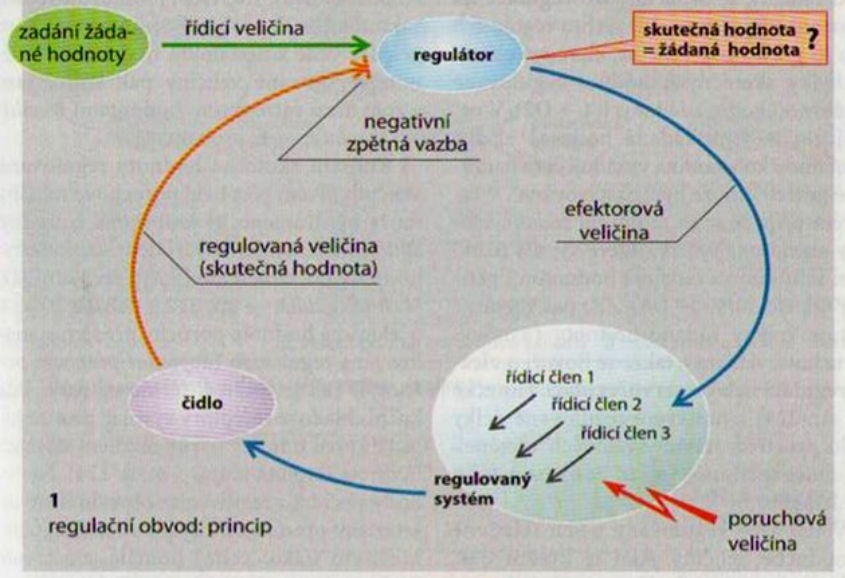 zadání žáda-
né hodnoty
řídicí veličina
regulátor
skutečná hodnota
= žádaná hodnota ?
negativní
zpětná vazba
efektorová
veličina
regulovaná veličina
(skutečná hodnota)
čidlo
řídicí člen 1
řídicí člen 2
řídicí člen 3
regulovaný
systém
poruchová
veličina
1
regulační obvod: princip